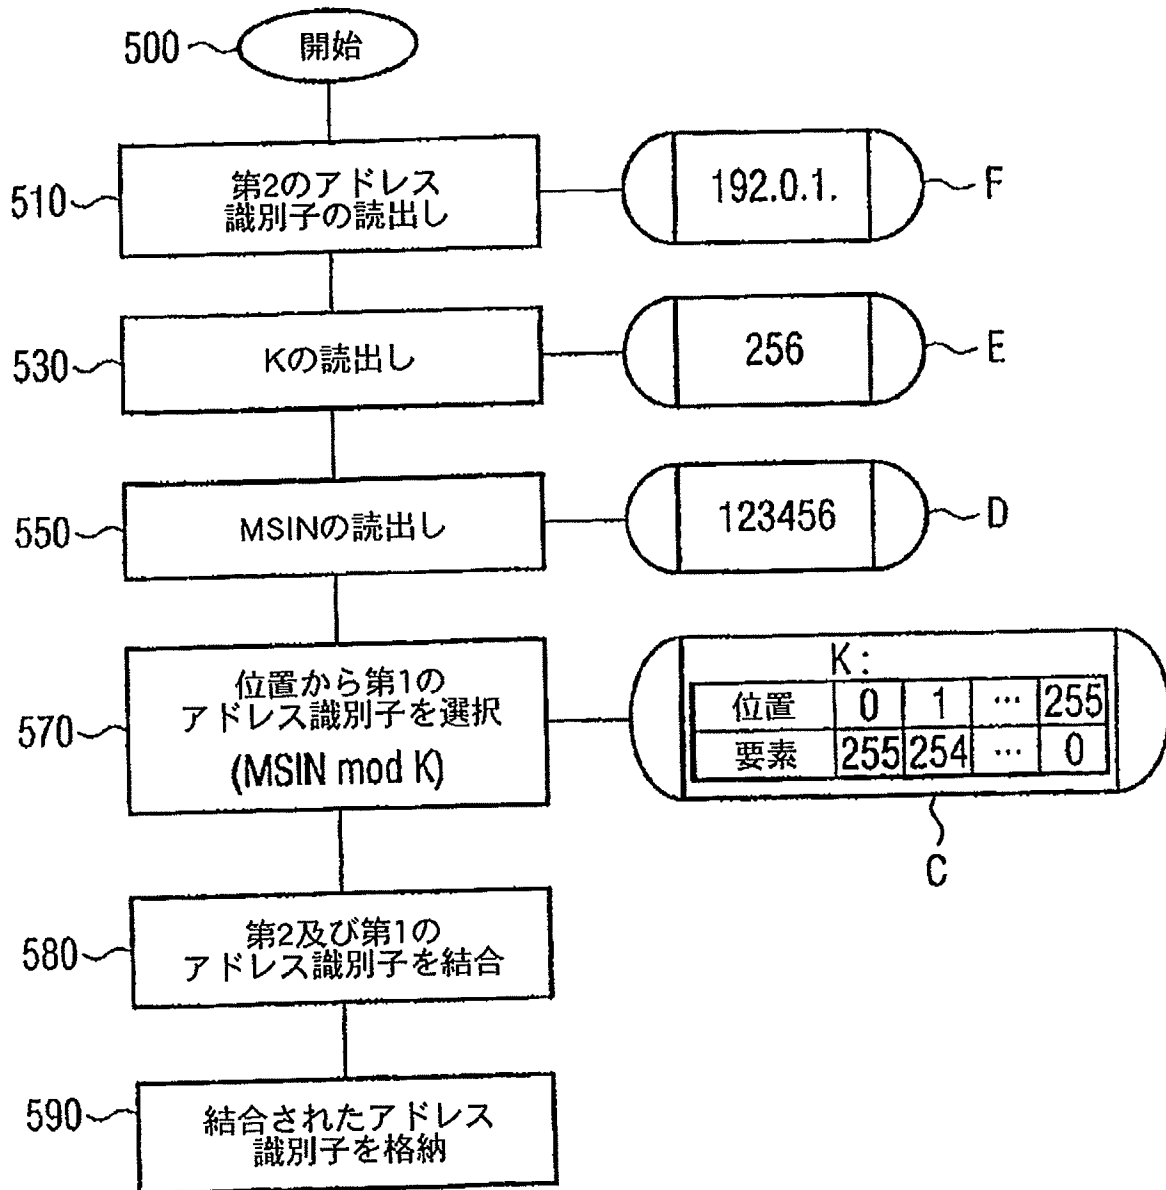 500
開始
510
第2のアドレス
識別子の読出し
192.0.1.
F
530
Kの読出し
256
E
550
MSINの読出し
123456
D
570
位置から第1の
アドレス識別子を選択
(MSIN mod K)
K:
位置 0 1 … 255
要素 255 254 … 0
C
580
第2及び第1の
アドレス識別子を結合
590
結合されたアドレス
識別子を格納